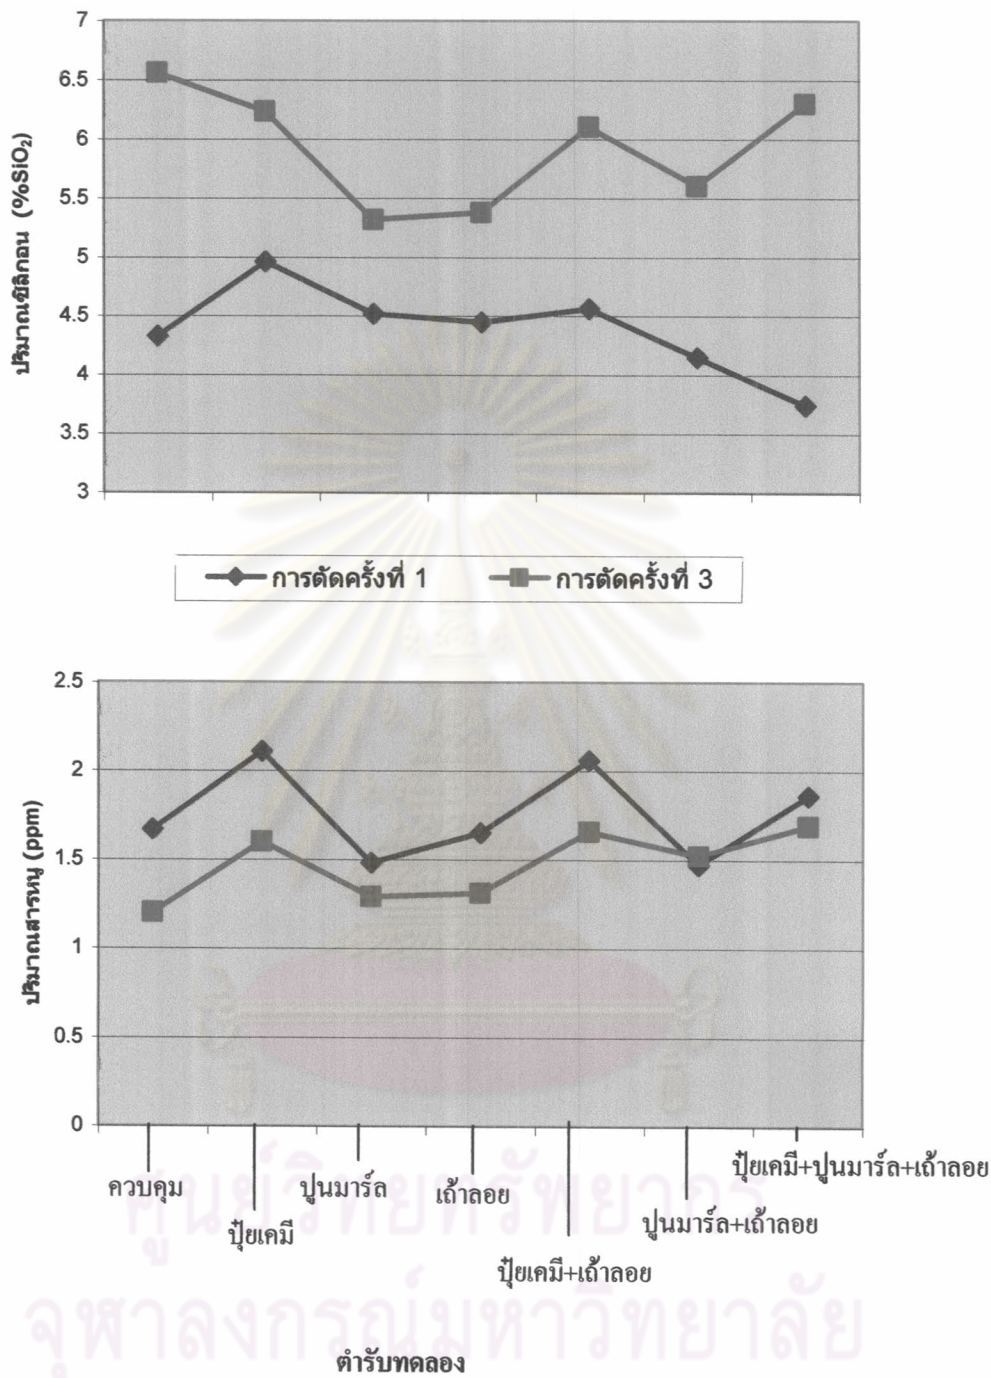 7
6.5
6
5.5
5
4.5
4
3.5
3
ปริมาณซิลิกอน (%SiO₂)
การตัดครั้งที่ 1 การตัดครั้งที่ 3
2.5
2
1.5
1
0.5
0
ปริมาณสารหนู (ppm)
ควบคุม
ปุ๋ยเคมี
ปูนมาร์ล
เถ้าลอย
ปุ๋ยเคมี+เถ้าลอย
ปูนมาร์ล+เถ้าลอย
ปุ๋ยเคมี+ปูนมาร์ล+เถ้าลอย
ศูนย์วิทยทรัพยากร
จุฬาลงกรณ์มหาวิทยาลัย
ตำรับทดลอง